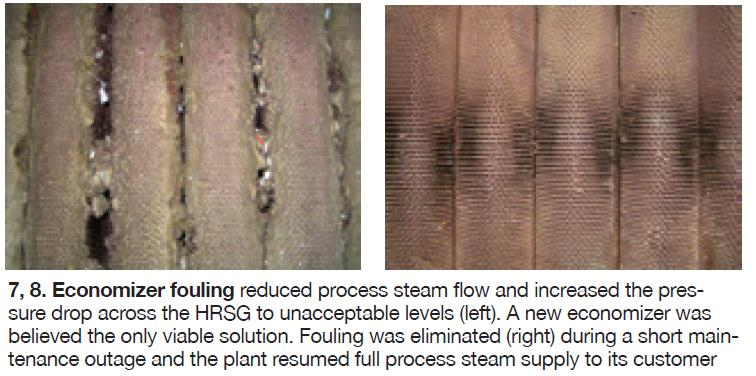 7, 8. Economizer fouling reduced process steam flow and increased the pres-
sure drop across the HRSG to unacceptable levels (left). A new economizer was
believed the only viable solution. Fouling was eliminated (right) during a short main-
tenance outage and the plant resumed full process steam supply to its customer